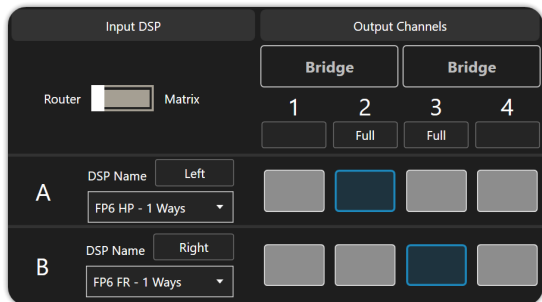 Input DSP
Output Channels
Bridge
Bridge
Router
Matrix
1
2
3
4
Full
Full
A
DSP Name
Left
FP6 HP - 1 Ways
B
DSP Name
Right
FP6 FR - 1 Ways